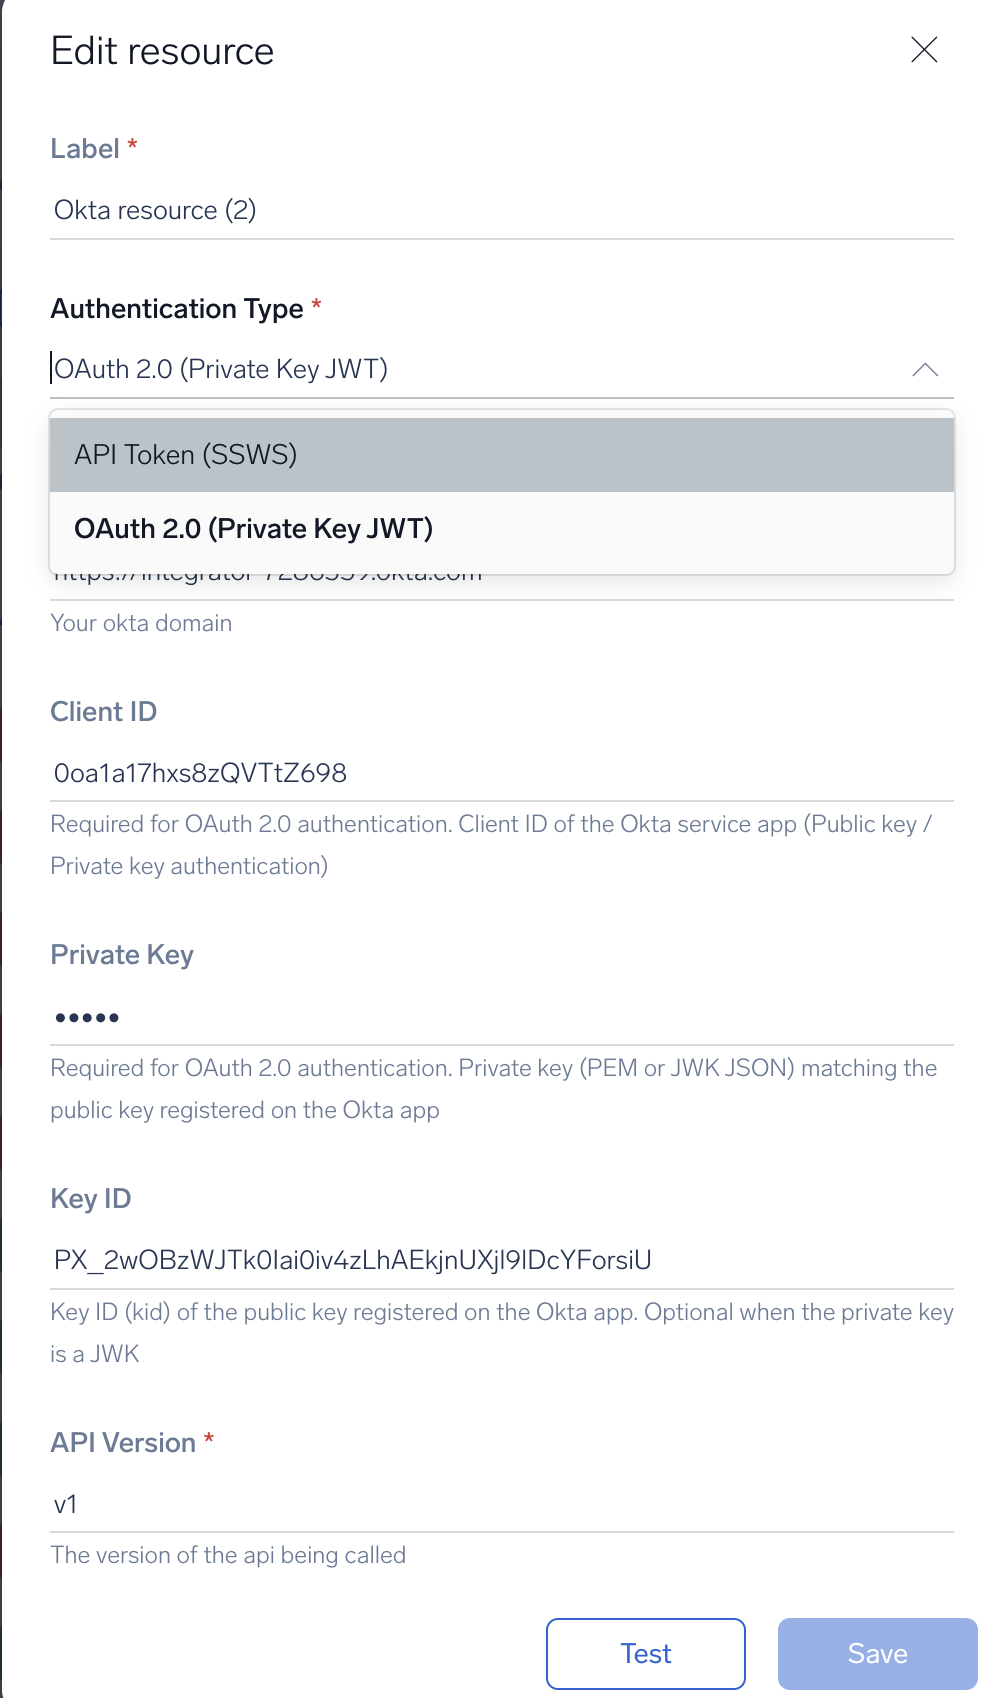 Edit resource
Label *
Okta resource (2)
Authentication Type *
OAuth 2.0 (Private Key JWT)
API Token (SSWS)
OAuth 2.0 (Private Key JWT)
Your okta domain
Client ID
0oa1a17hxs8zQVTtZ698
Required for OAuth 2.0 authentication. Client ID of the Okta service app (Public key /
Private key authentication)
Private Key
•••••
Required for OAuth 2.0 authentication. Private key (PEM or JWK JSON) matching the
public key registered on the Okta app
Key ID
Key ID (kid) of the public key registered on the Okta app. Optional when the private key
is a JWK
API Version *
v1
The version of the api being called
Test
Save